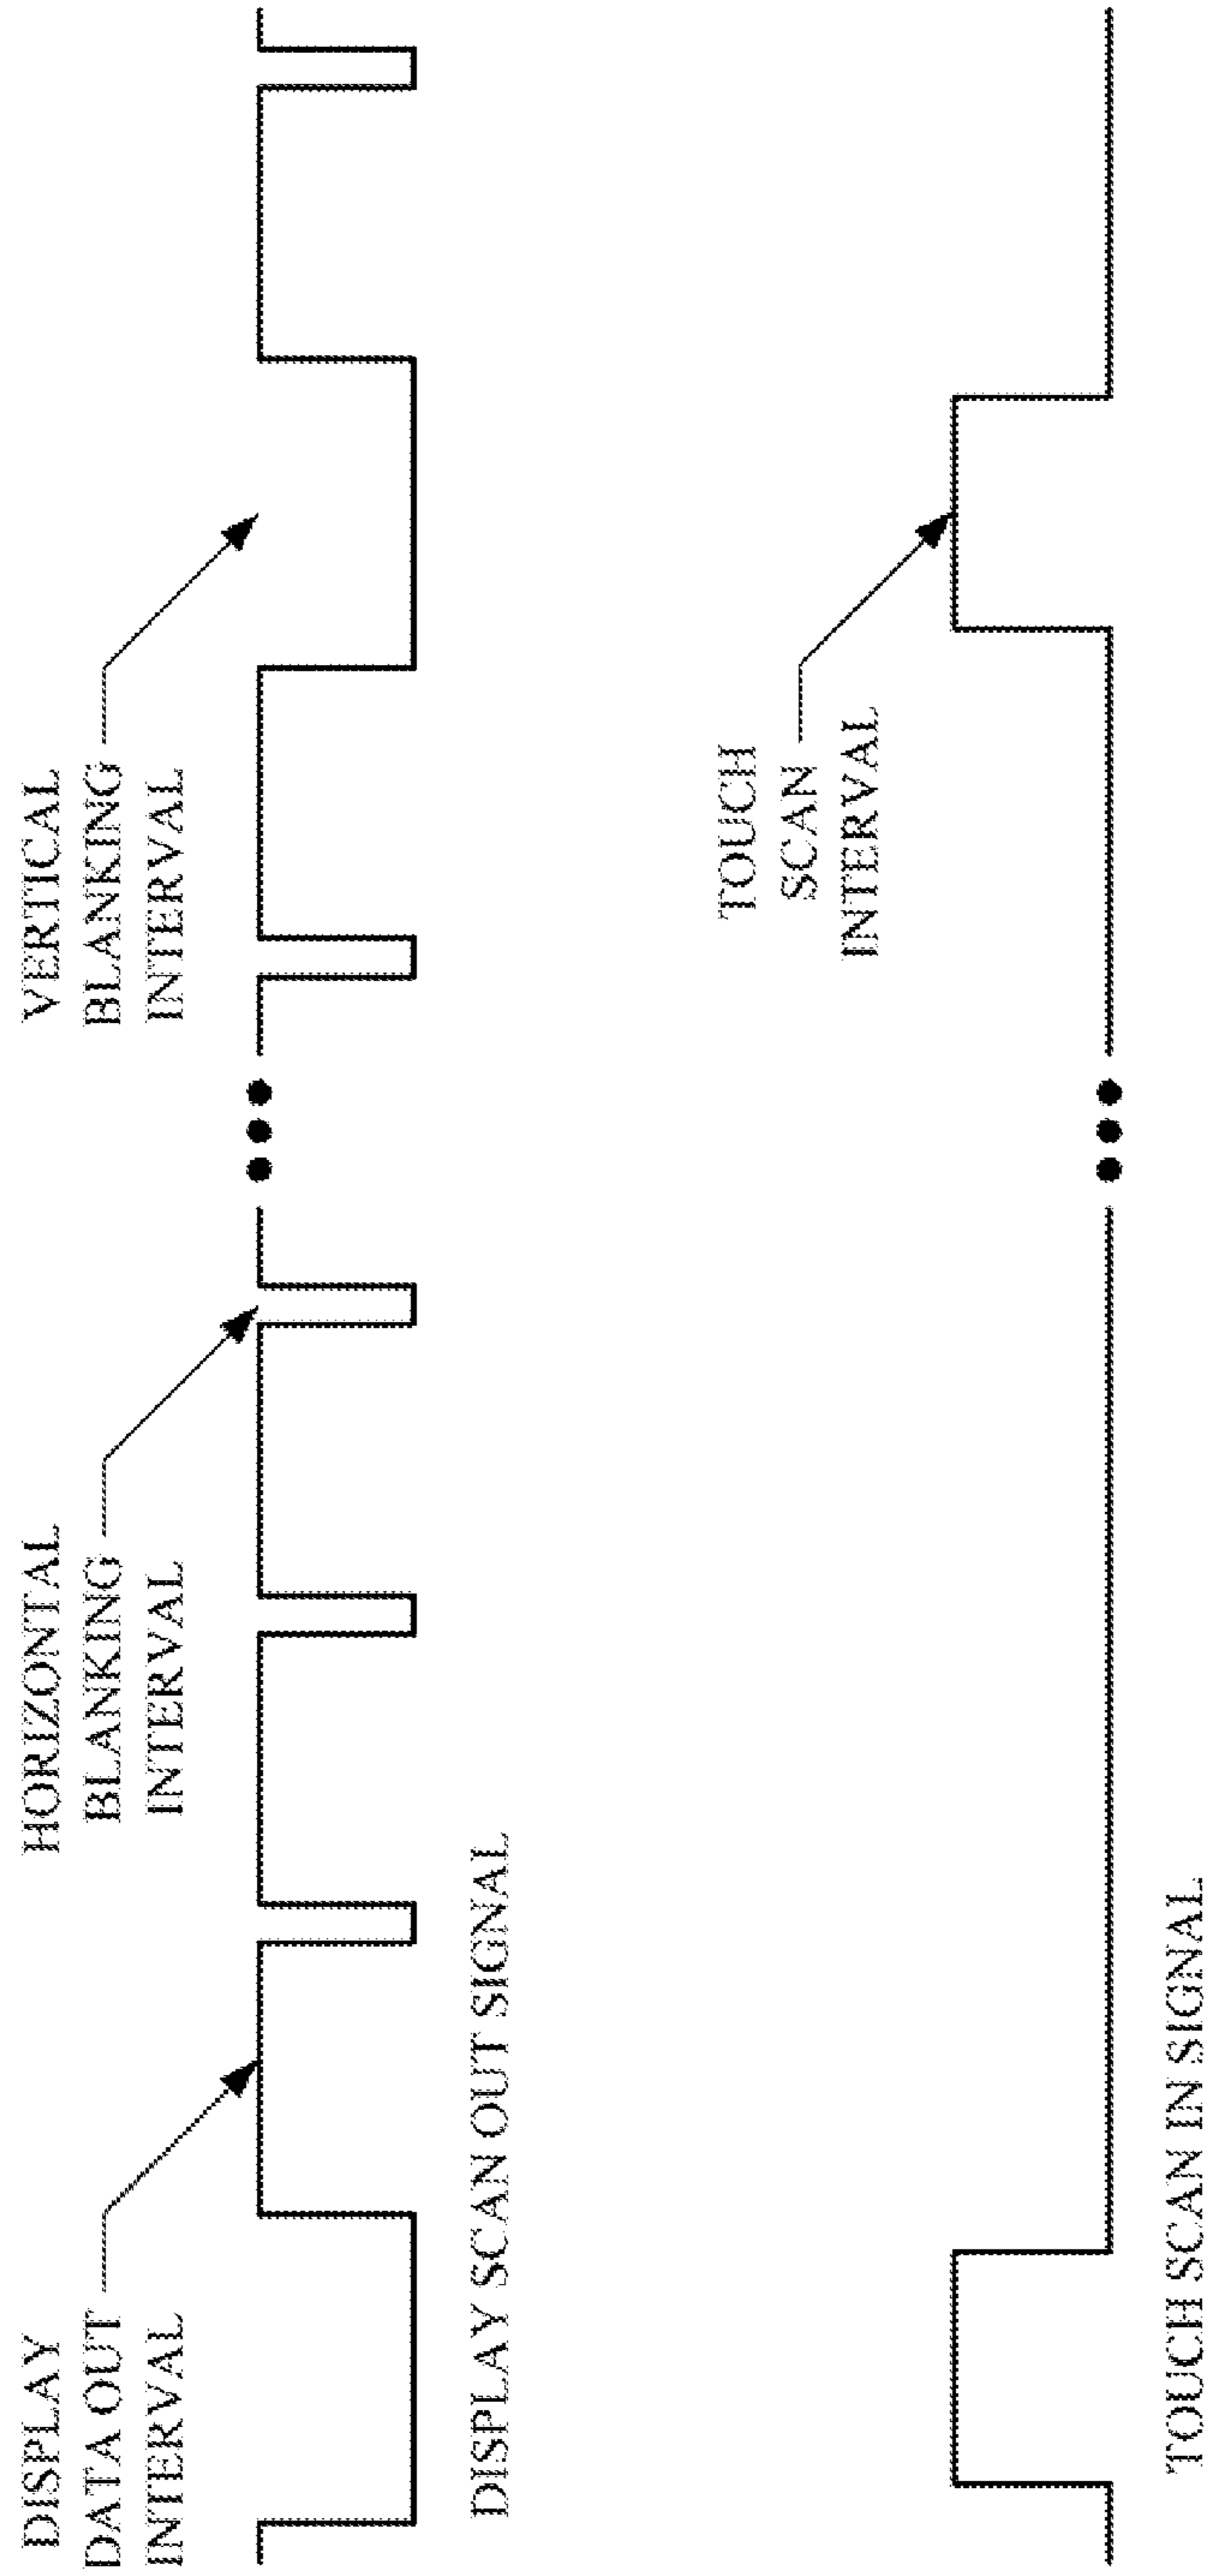 DISPLAY
DATA OUT
INTERVAL
HORIZONTAL
BLANKING
INTERVAL
VERTICAL
BLANKING
INTERVAL
DISPLAY SCAN OUT SIGNAL
TOUCH
SCAN
INTERVAL
TOUCH SCAN IN SIGNAL